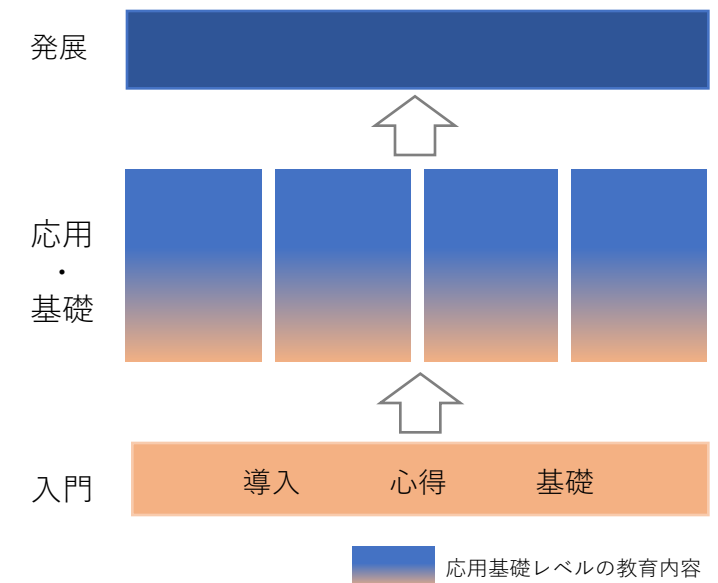 発展
応用
・
基礎
入門
導入 心得 基礎
応用基礎レベルの教育内容